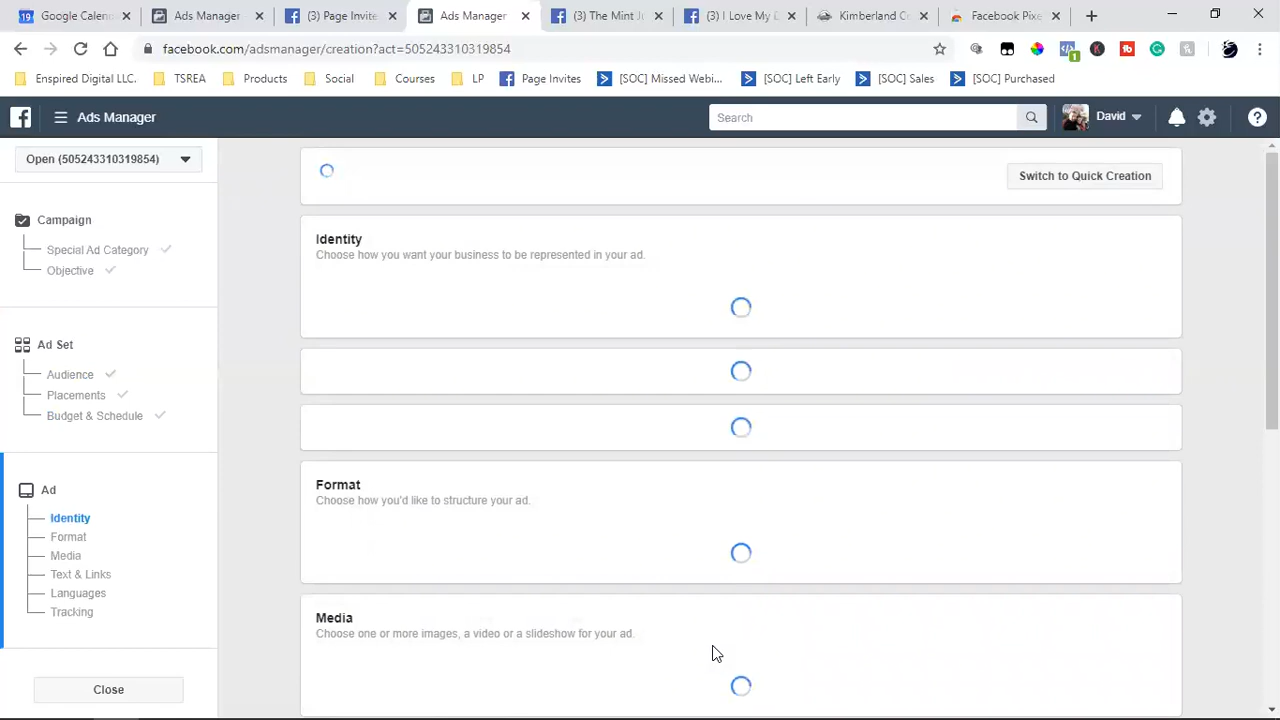 19 Google Calenda
Ads Manager
(3) Page Invite
Ads Manager
(3) The Mint Ju
(3) I Love My D
Kimberland C
Facebook Pixe
facebook.com/adsmanager/creation?act=505243310319854
1
Enspired Digital LLC.
TSREA
Products
Social
Courses
LP
Page Invites
[SOC] Missed Webi...
[SOC] Left Early
[SOC] Sales
[SOC] Purchased
Ads Manager
Search
David
Open (505243310319854)
Switch to Quick Creation
Campaign
Special Ad Category
Objective
Identity
Choose how you want your business to be represented in your ad.
Ad Set
Audience
Placements
Budget & Schedule
Format
Choose how you'd like to structure your ad.
Ad
Identity
Format
Media
Text & Links
Languages
Tracking
Media
Choose one or more images, a video or a slideshow for your ad.
Close